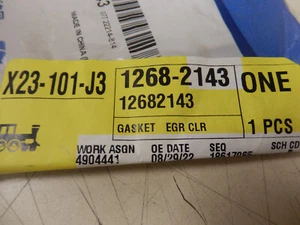 MADE IN CHINA
X23-101-J3
1268-2143
ONE
12682143
GASKET EGR CLR
1 PCS
WORK ASGN
OE DATE
SEQ
SCH CD
4904441
08/29/22